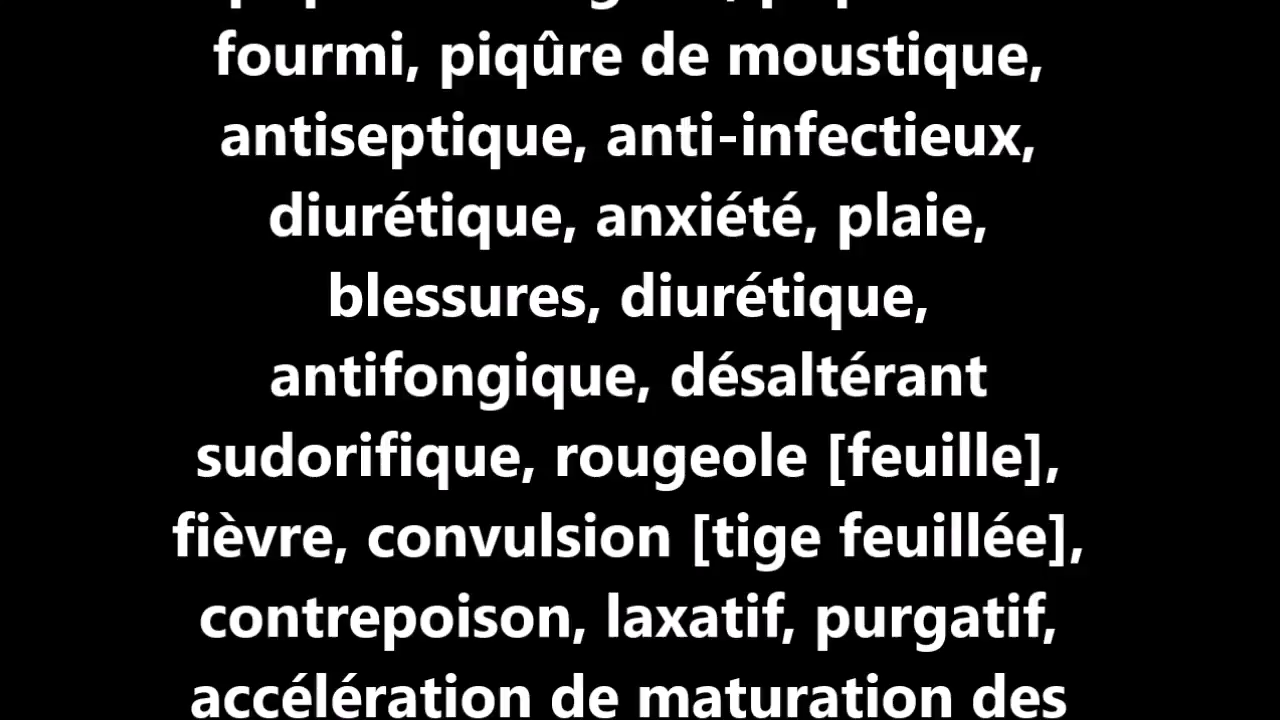 fourmi, piqûre de moustique,
antiseptique, anti-infectieux,
diurétique, anxiété, plaie,
blessures, diurétique,
antifongique, désaltérant
sudorifique, rougeole [feuille],
fièvre, convulsion [tige feuillée],
contrepoison, laxatif, purgatif,
accélération de maturation des